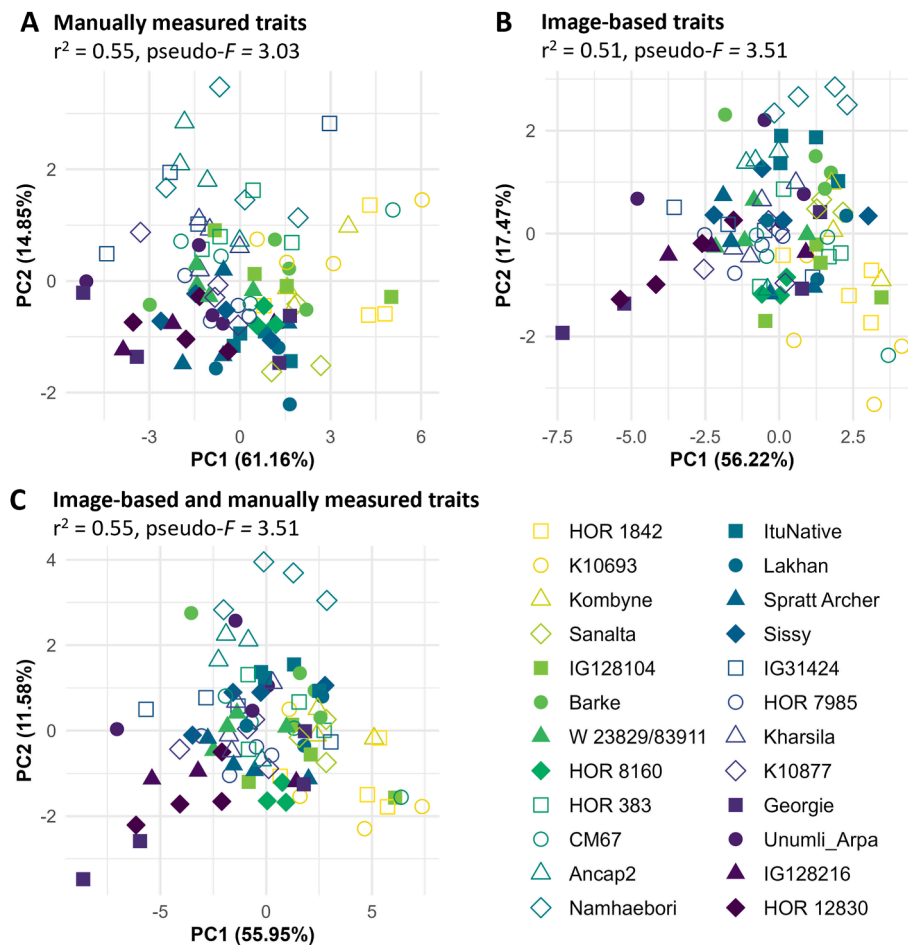 A Manually measured traits
r² = 0.55, pseudo-F = 3.03
PC2 (14.85%)
2
0
-2
-3
0
3
6
PC1 (61.16%)
B Image-based traits
r² = 0.51, pseudo-F = 3.51
PC2 (17.47%)
2
0
-2
-7.5
-5.0
-2.5
0.0
2.5
PC1 (56.22%)
C Image-based and manually measured traits
r² = 0.55, pseudo-F = 3.51
PC2 (11.58%)
4
2
0
-2
-5
0
5
PC1 (55.95%)
HOR 1842
K10693
Kombyne
Sanalta
IG128104
Barke
W 23829/83911
HOR 8160
HOR 383
CM67
Ancap2
Namhaebori
ItuNative
Lakhan
Spratt Archer
Sissy
IG31424
HOR 7985
Kharsila
K10877
Georgie
Unumli_Arpa
IG128216
HOR 12830